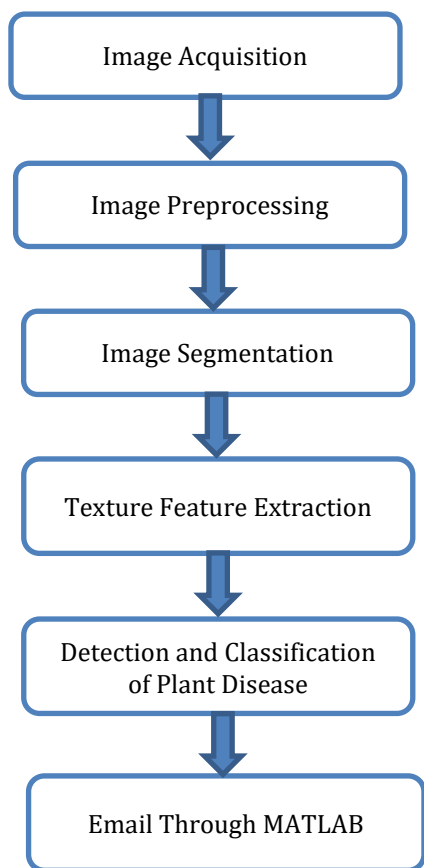 Image Acquisition
Image Preprocessing
Image Segmentation
Texture Feature Extraction
Detection and Classification
of Plant Disease
Email Through MATLAB